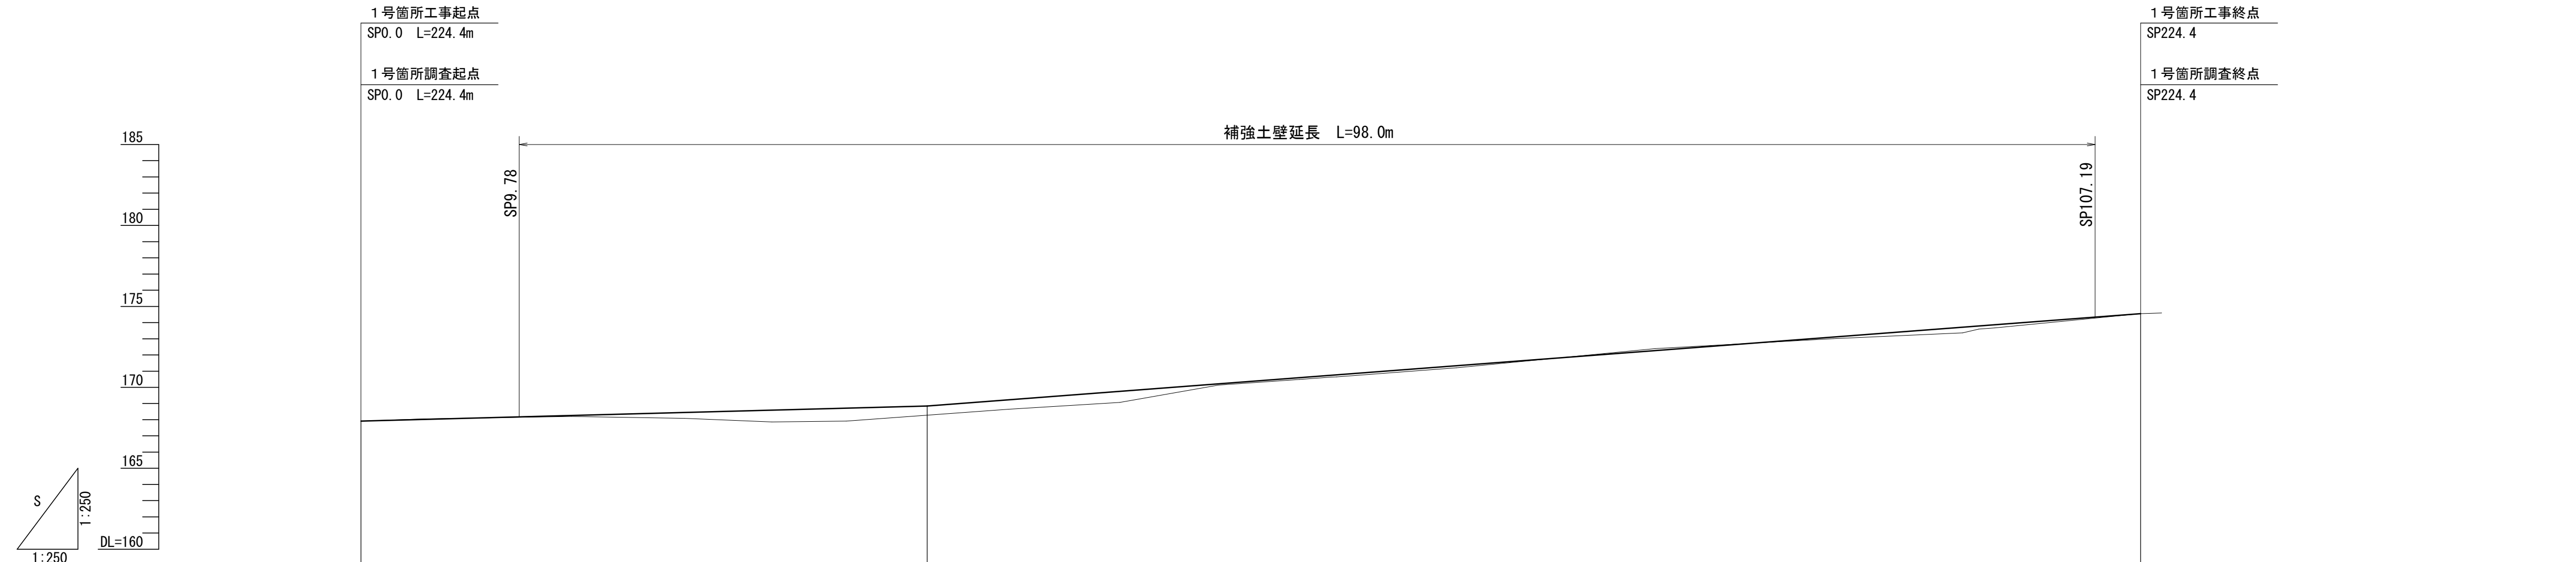 １号箇所工事起点
SP0.0 L=224.4m
１号箇所調査起点
SP0.0 L=224.4m
１号箇所工事終点
SP224.4
１号箇所調査終点
SP224.4
補強土壁延長 L=98.0m
SP9.78
SP107.19
185
180
175
170
165
DL=160
S
1:250
1:250